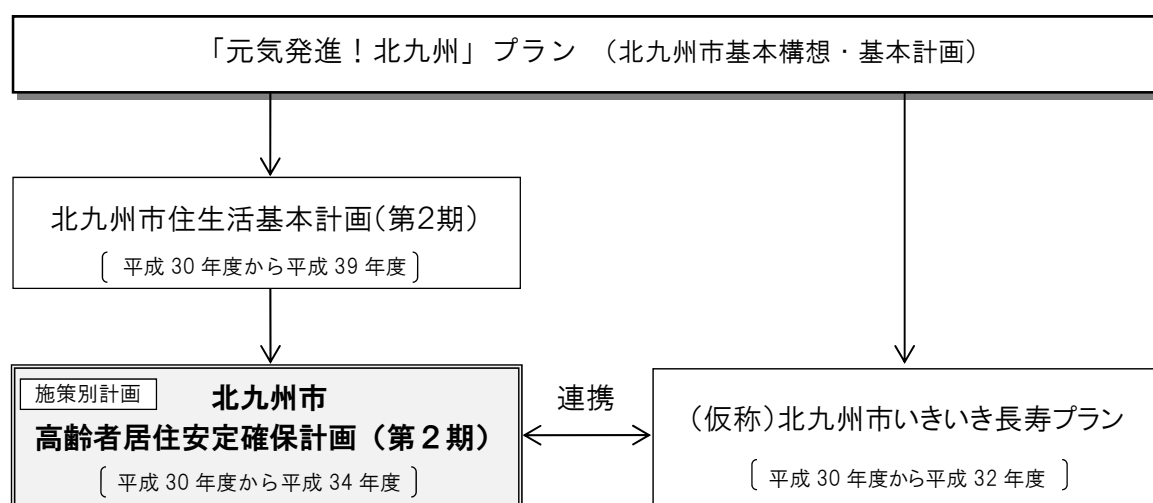 「元気発進!北九州」プラン (北九州市基本構想・基本計画)
北九州市住生活基本計画(第2期)
〔 平成 30 年度から平成 39 年度 〕
施策別計画
北九州市
高齢者居住安定確保計画(第2期)
〔 平成 30 年度から平成 34 年度 〕
連携
(仮称)北九州市いきいき長寿プラン
〔 平成 30 年度から平成 32 年度 〕